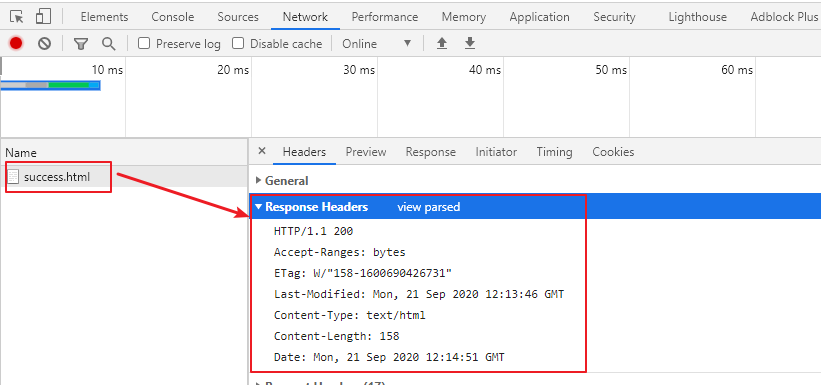 Elements Console Sources Network Performance Memory Application Security Lighthouse Adblock Plus
Preserve log Disable cache Online
10 ms 20 ms 30 ms 40 ms 50 ms 60 ms
Name
success.html
× Headers Preview Response Initiator Timing Cookies
General
Response Headers view parsed
HTTP/1.1 200
Accept-Ranges: bytes
ETag: W/"158-1600690426731"
Last-Modified: Mon, 21 Sep 2020 12:13:46 GMT
Content-Type: text/html
Content-Length: 158
Date: Mon, 21 Sep 2020 12:14:51 GMT